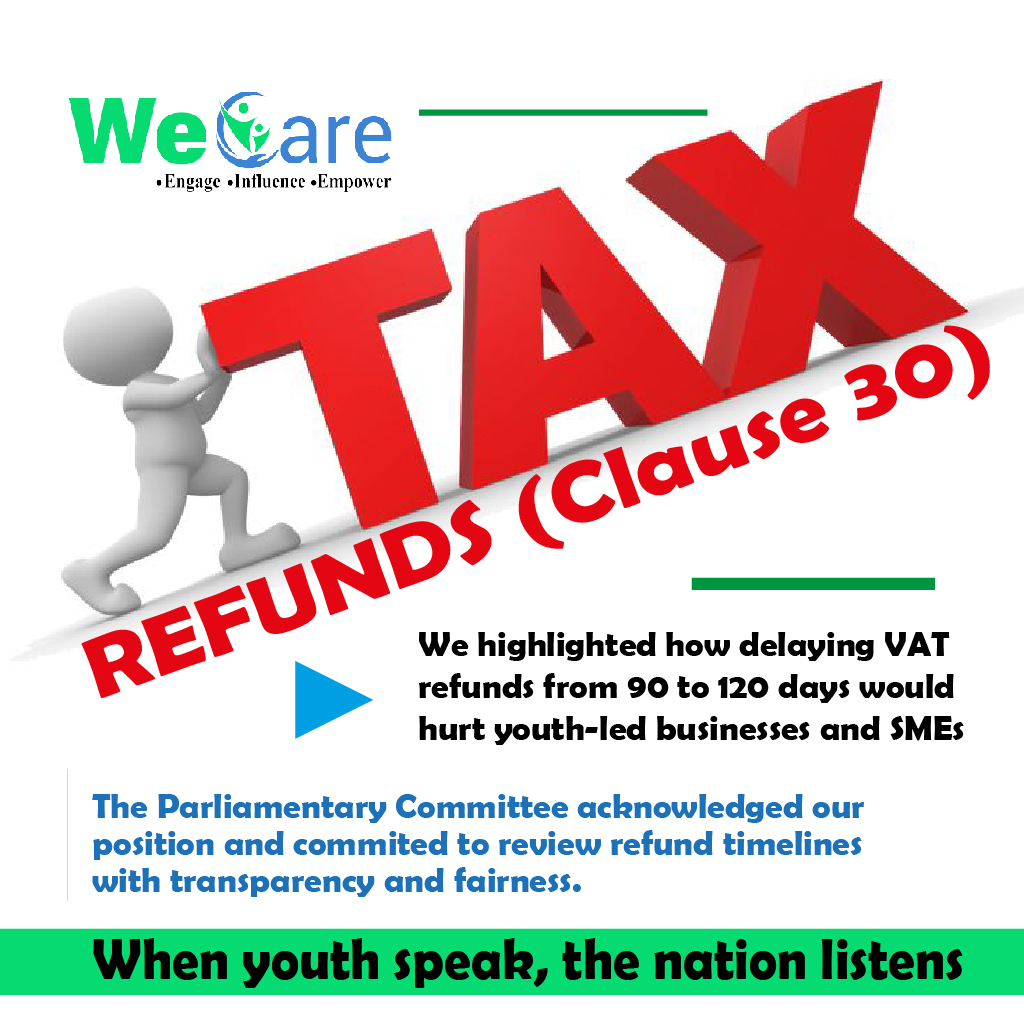 WeCare
•Engage •Influence •Empower
TAX
REFUNDS (Clause 30)
We highlighted how delaying VAT
refunds from 90 to 120 days would
hurt youth-led businesses and SMEs
The Parliamentary Committee acknowledged our
position and commited to review refund timelines
with transparency and fairness.
When youth speak, the nation listens